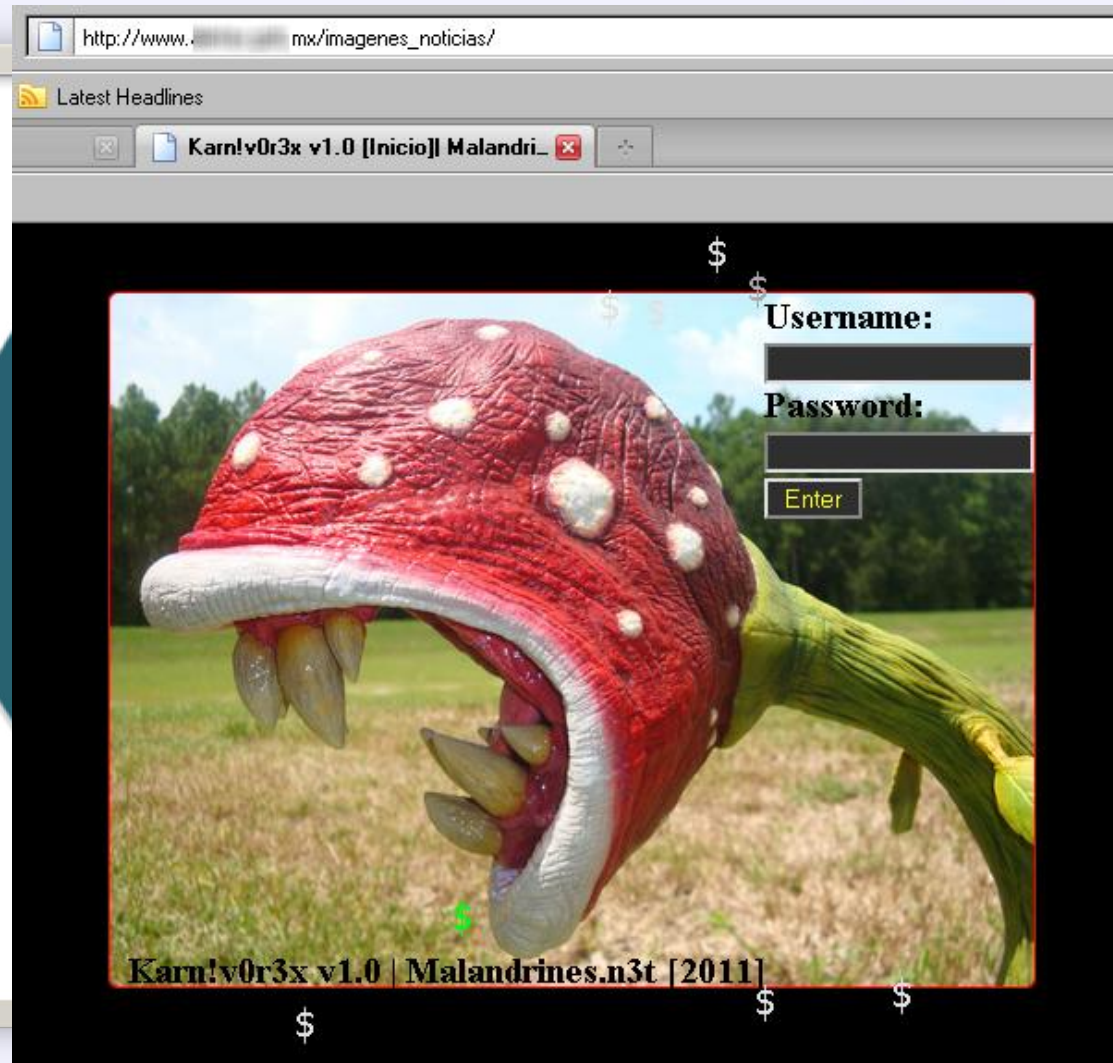 http://www. mx/imagenes_noticias/
Latest Headlines
Karn!v0r3x v1.0 [Inicio]| Malandri...
$
$
$ $
Username:
Password:
Enter
$
Karn!v0r3x v1.0 | Malandrines.n3t [2011]
$ $
$